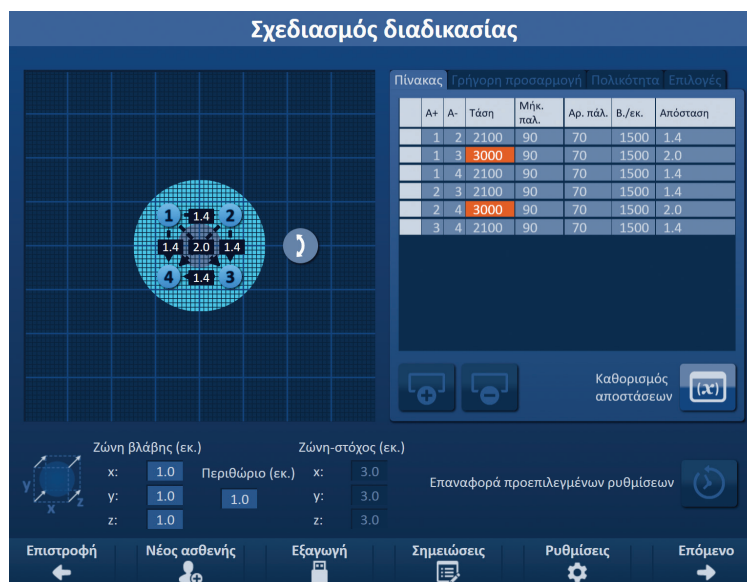 Σχεδιασμός διαδικασίας
Πίνακας Γρήγορη προσαρμογή Πολικότητα Επιλογές
A+ A- Τάση Μήκ. παλ. Αρ. πάλ. Β./εκ. Απόσταση
1 2 2100 90 70 1500 1.4
1 3 3000 90 70 1500 2.0
1 4 2100 90 70 1500 1.4
2 3 2100 90 70 1500 1.4
2 4 3000 90 70 1500 2.0
3 4 2100 90 70 1500 1.4
1 1.4 2
1.4 2.0 1.4
4 1.4 3
Καθορισμός
αποστάσεων
(x)
Ζώνη βλάβης (εκ.) Ζώνη-στόχος (εκ.)
x: 1.0 Περιθώριο (εκ.) x: 3.0
y: 1.0 1.0 y: 3.0
z: 1.0 z: 3.0
y x z
Επαναφορά προεπιλεγμένων ρυθμίσεων
Επιστροφή Νέος ασθενής Εξαγωγή Σημειώσεις Ρυθμίσεις Επόμενο